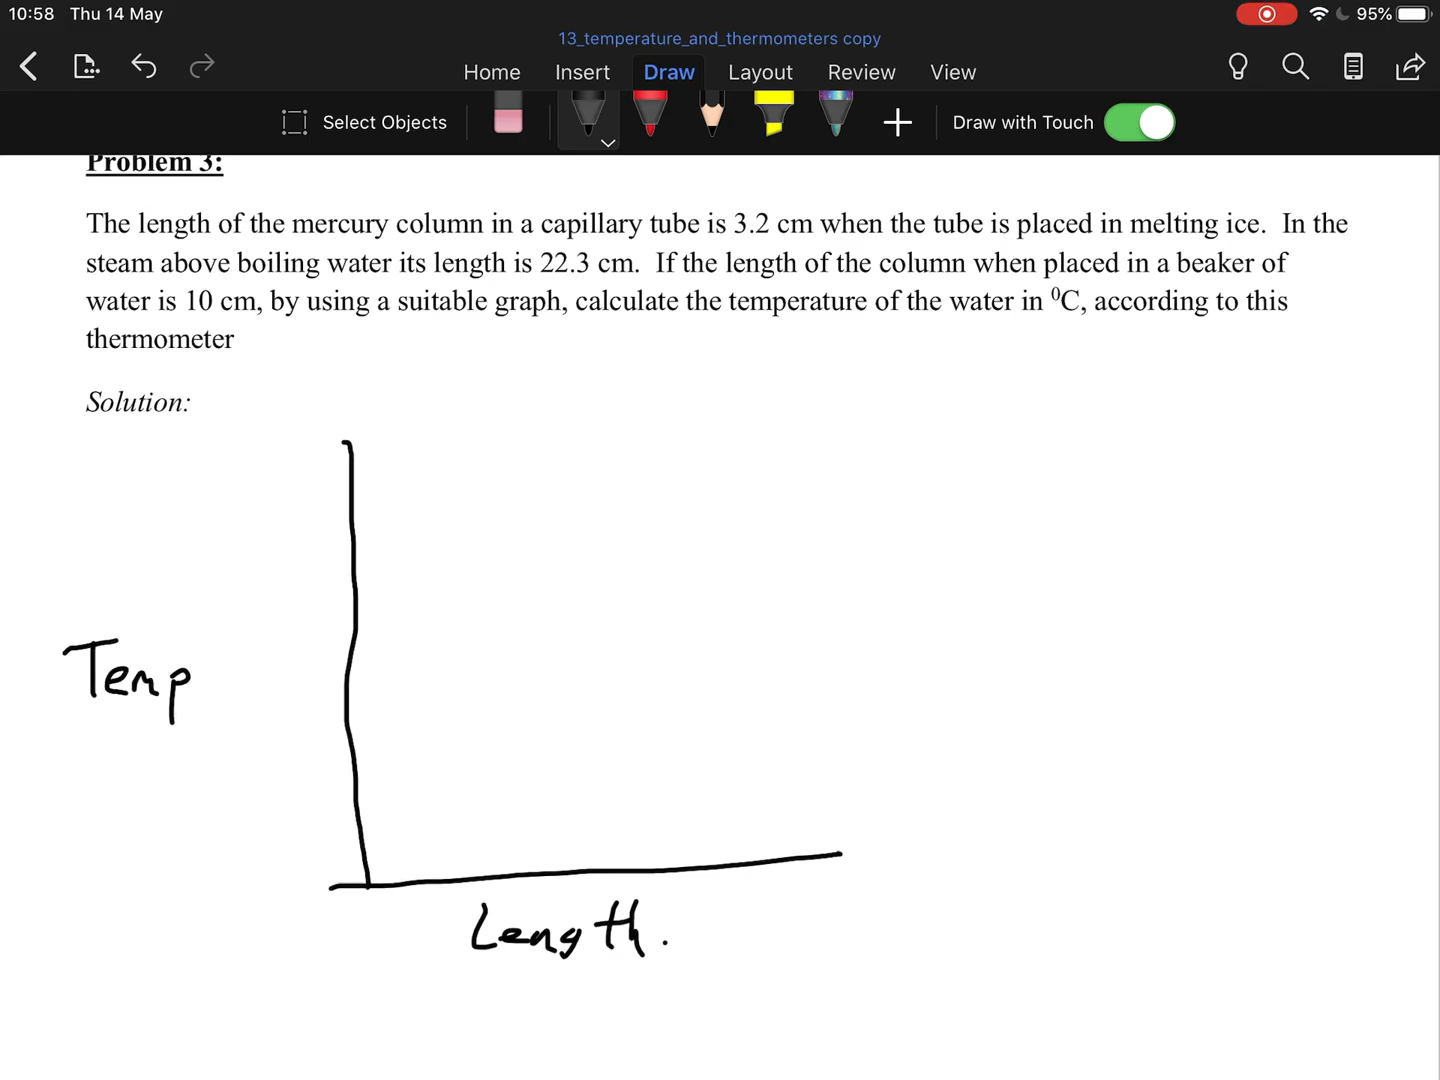 10:58 Thu 14 May
95%
13_temperature_and_thermometers copy
Home Insert Draw Layout Review View
Select Objects
Draw with Touch
Problem 3:
The length of the mercury column in a capillary tube is 3.2 cm when the tube is placed in melting ice. In the
steam above boiling water its length is 22.3 cm. If the length of the column when placed in a beaker of
water is 10 cm, by using a suitable graph, calculate the temperature of the water in ⁰C, according to this
thermometer
Solution:
Temp
Length.